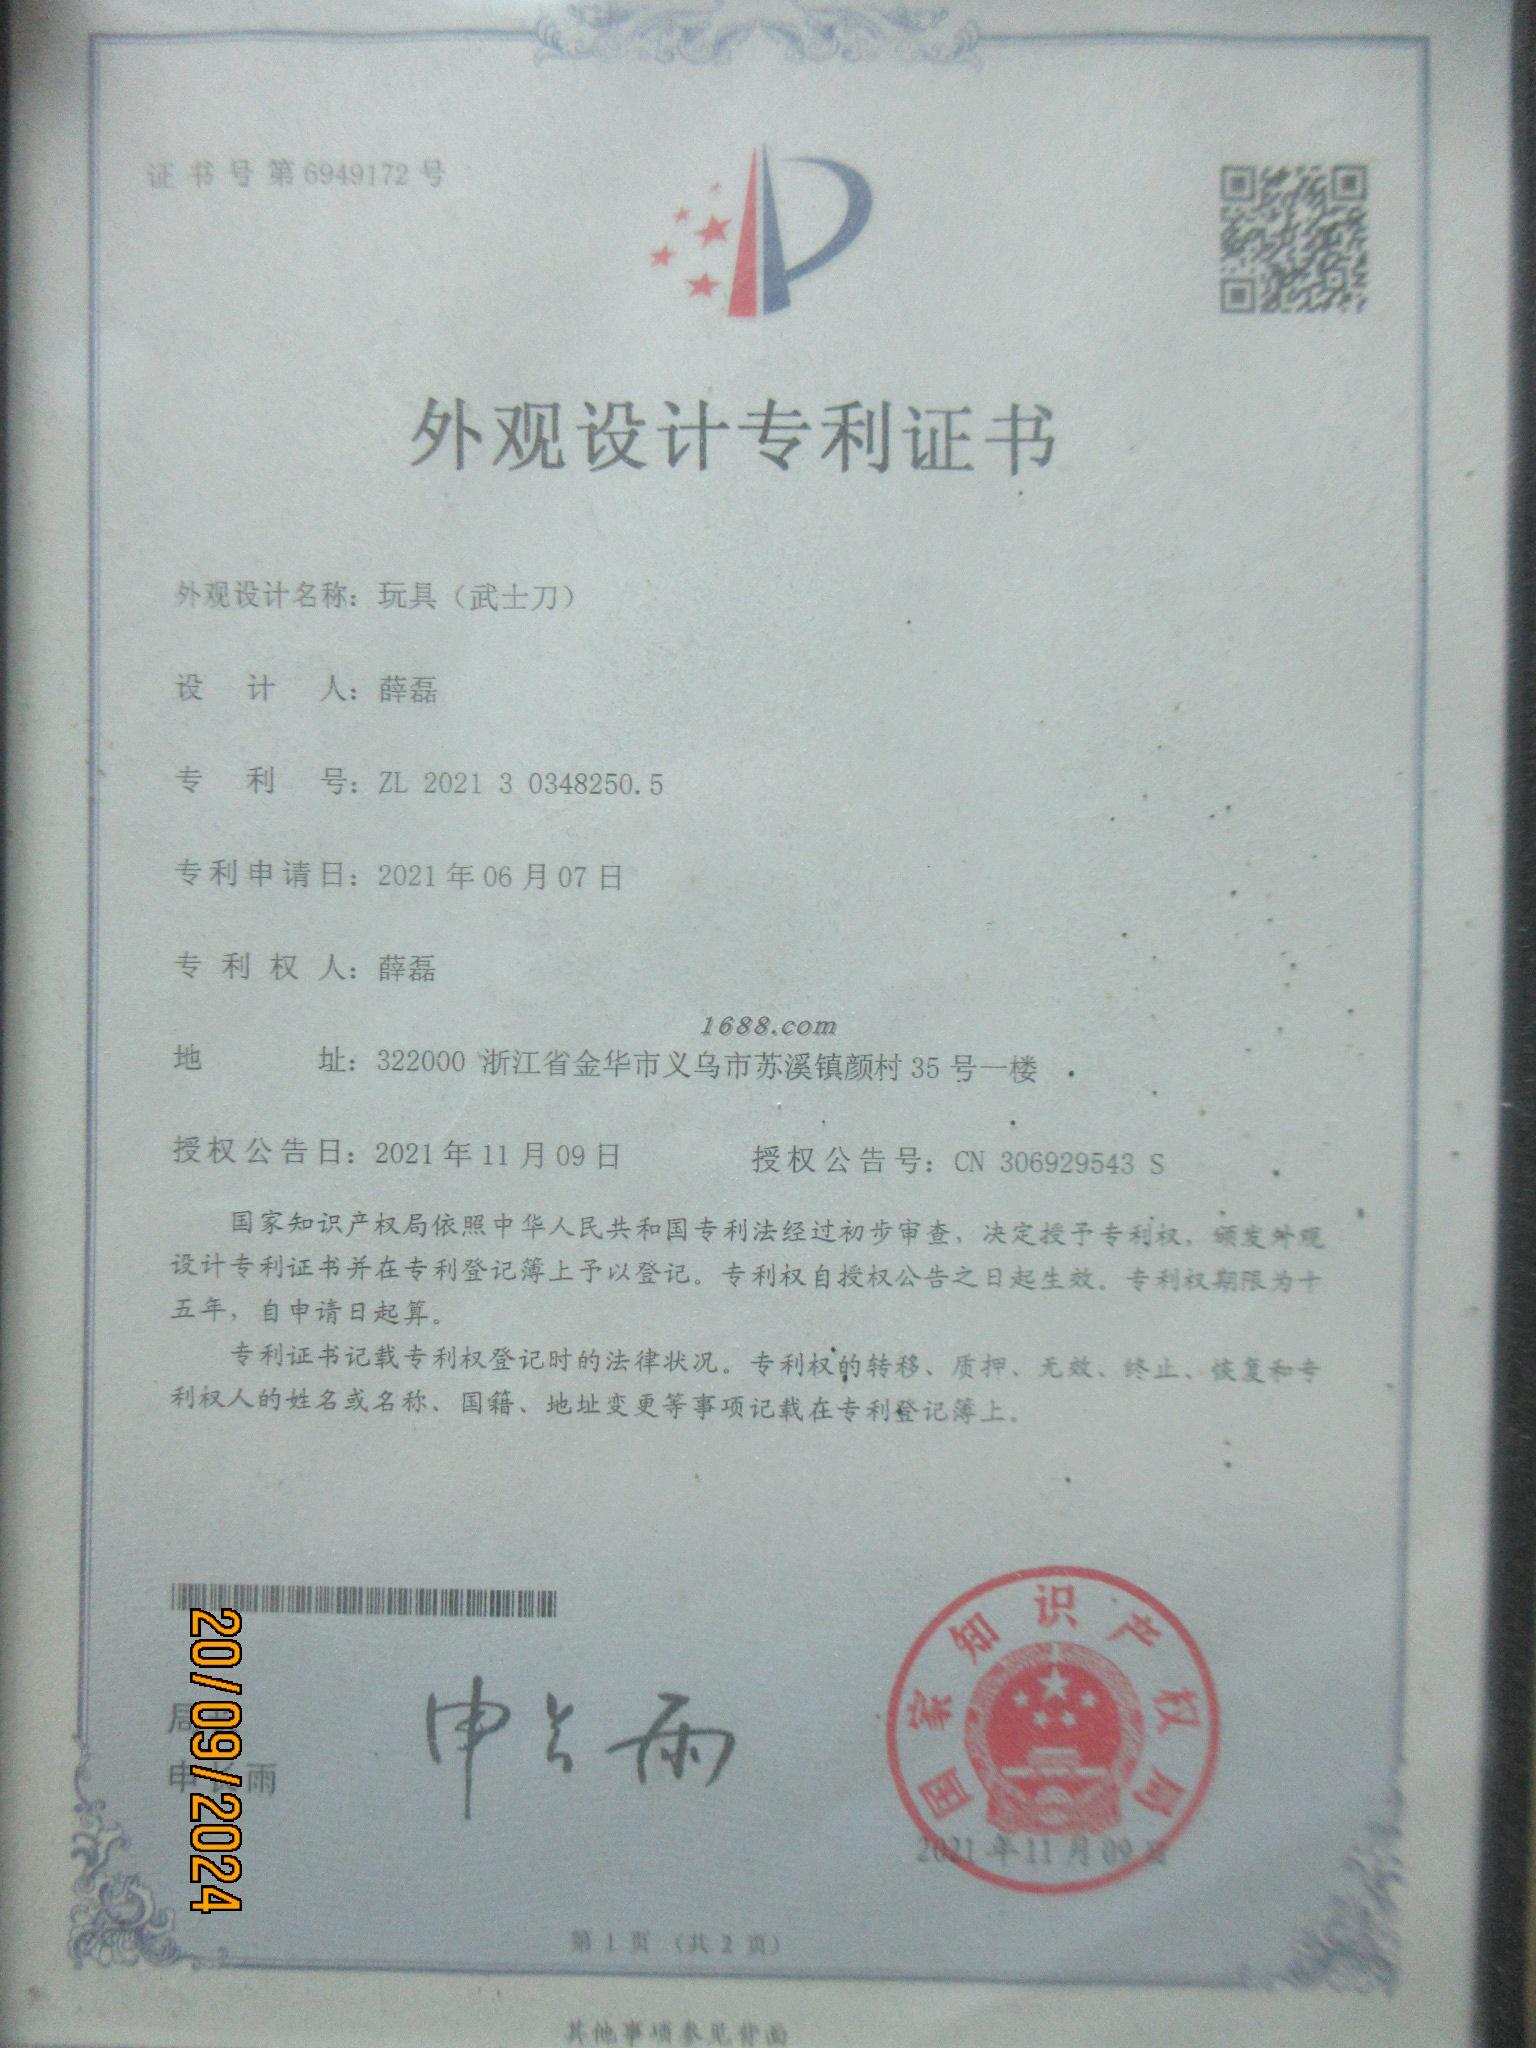 证书号第6949172号
外观设计专利证书
外观设计名称：玩具（武士刀）
设计人：薛磊
专利号：ZL 2021 3 0348250.5
专利申请日：2021年06月07日
专利权人：薛磊
1688.com
地址：322000 浙江省金华市义乌市苏溪镇颜村35号一楼
授权公告日：2021年11月09日 授权公告号：CN 306929543 S
国家知识产权局依照中华人民共和国专利法经过初步审查，决定授予专利权，颁发外观
设计专利证书并在专利登记簿上予以登记。专利权自授权公告之日起生效。专利权期限为十
五年，自申请日起算。
专利证书记载专利权登记时的法律状况。专利权的转移、质押、无效、终止、恢复和专
利权人的姓名或名称、国籍、地址变更等事项记载在专利登记簿上。
局长
申长雨
申长雨
国家知识产权局
2021年11月09日
20/09/2024
第 1 页 （共 2 页）
其他事项参见背面